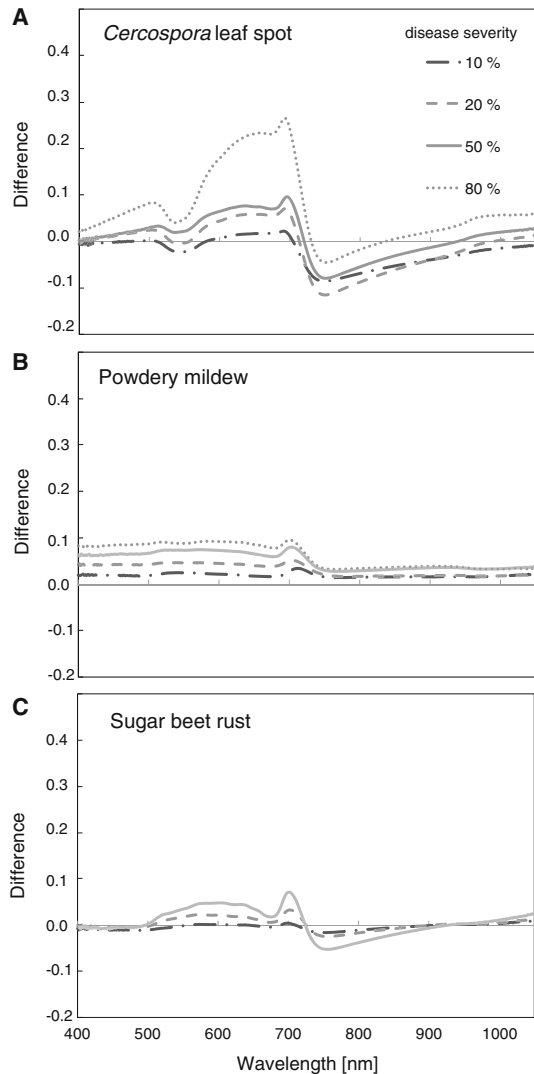 A
Cercospora leaf spot
disease severity
10 %
20 %
50 %
80 %
0.4
0.3
0.2
0.1
0.0
-0.1
-0.2
Difference
B
Powdery mildew
0.4
0.3
0.2
0.1
0.0
-0.1
-0.2
Difference
C
Sugar beet rust
0.4
0.3
0.2
0.1
0.0
-0.1
-0.2
Difference
400 500 600 700 800 900 1000
Wavelength [nm]